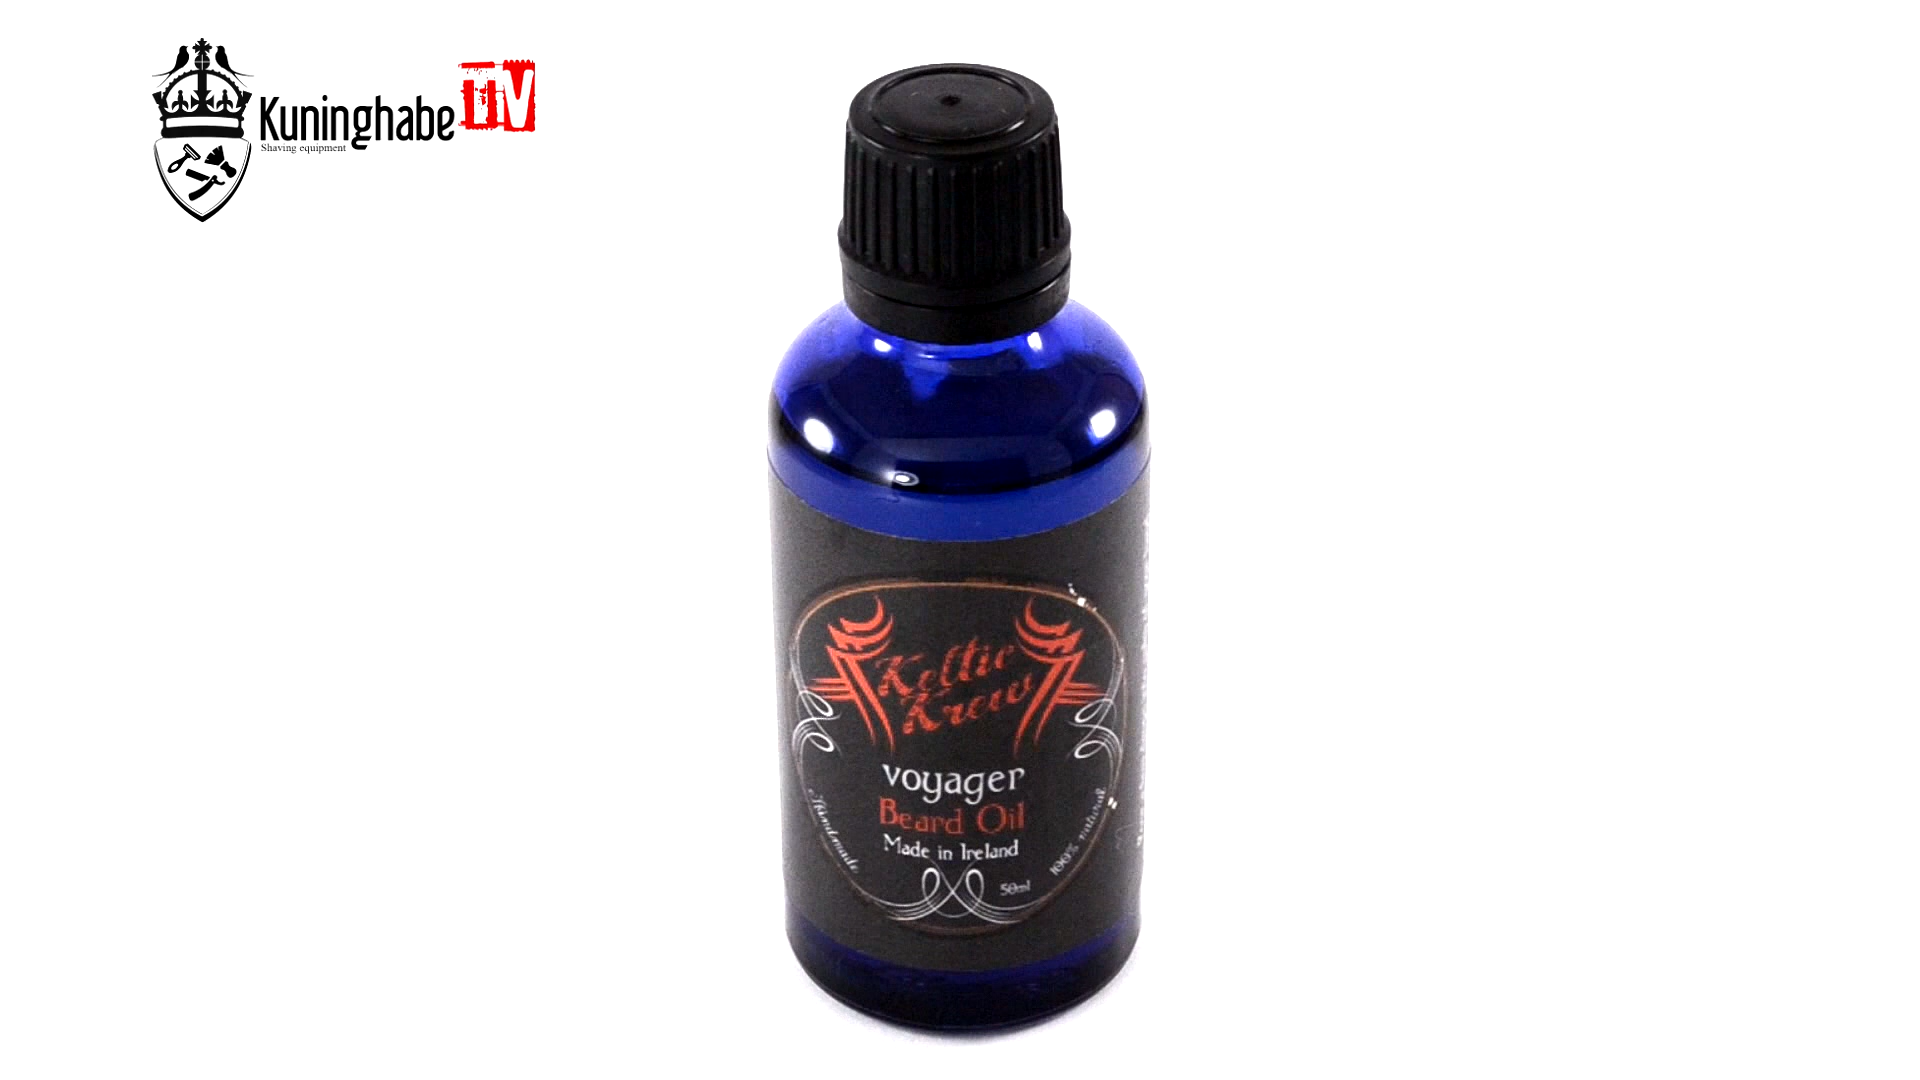 Kuninghabe TV
Shaving equipment
Keltic
Krew
voyager
Beard Oil
Made in Ireland
50ml
Handmade
100% natural